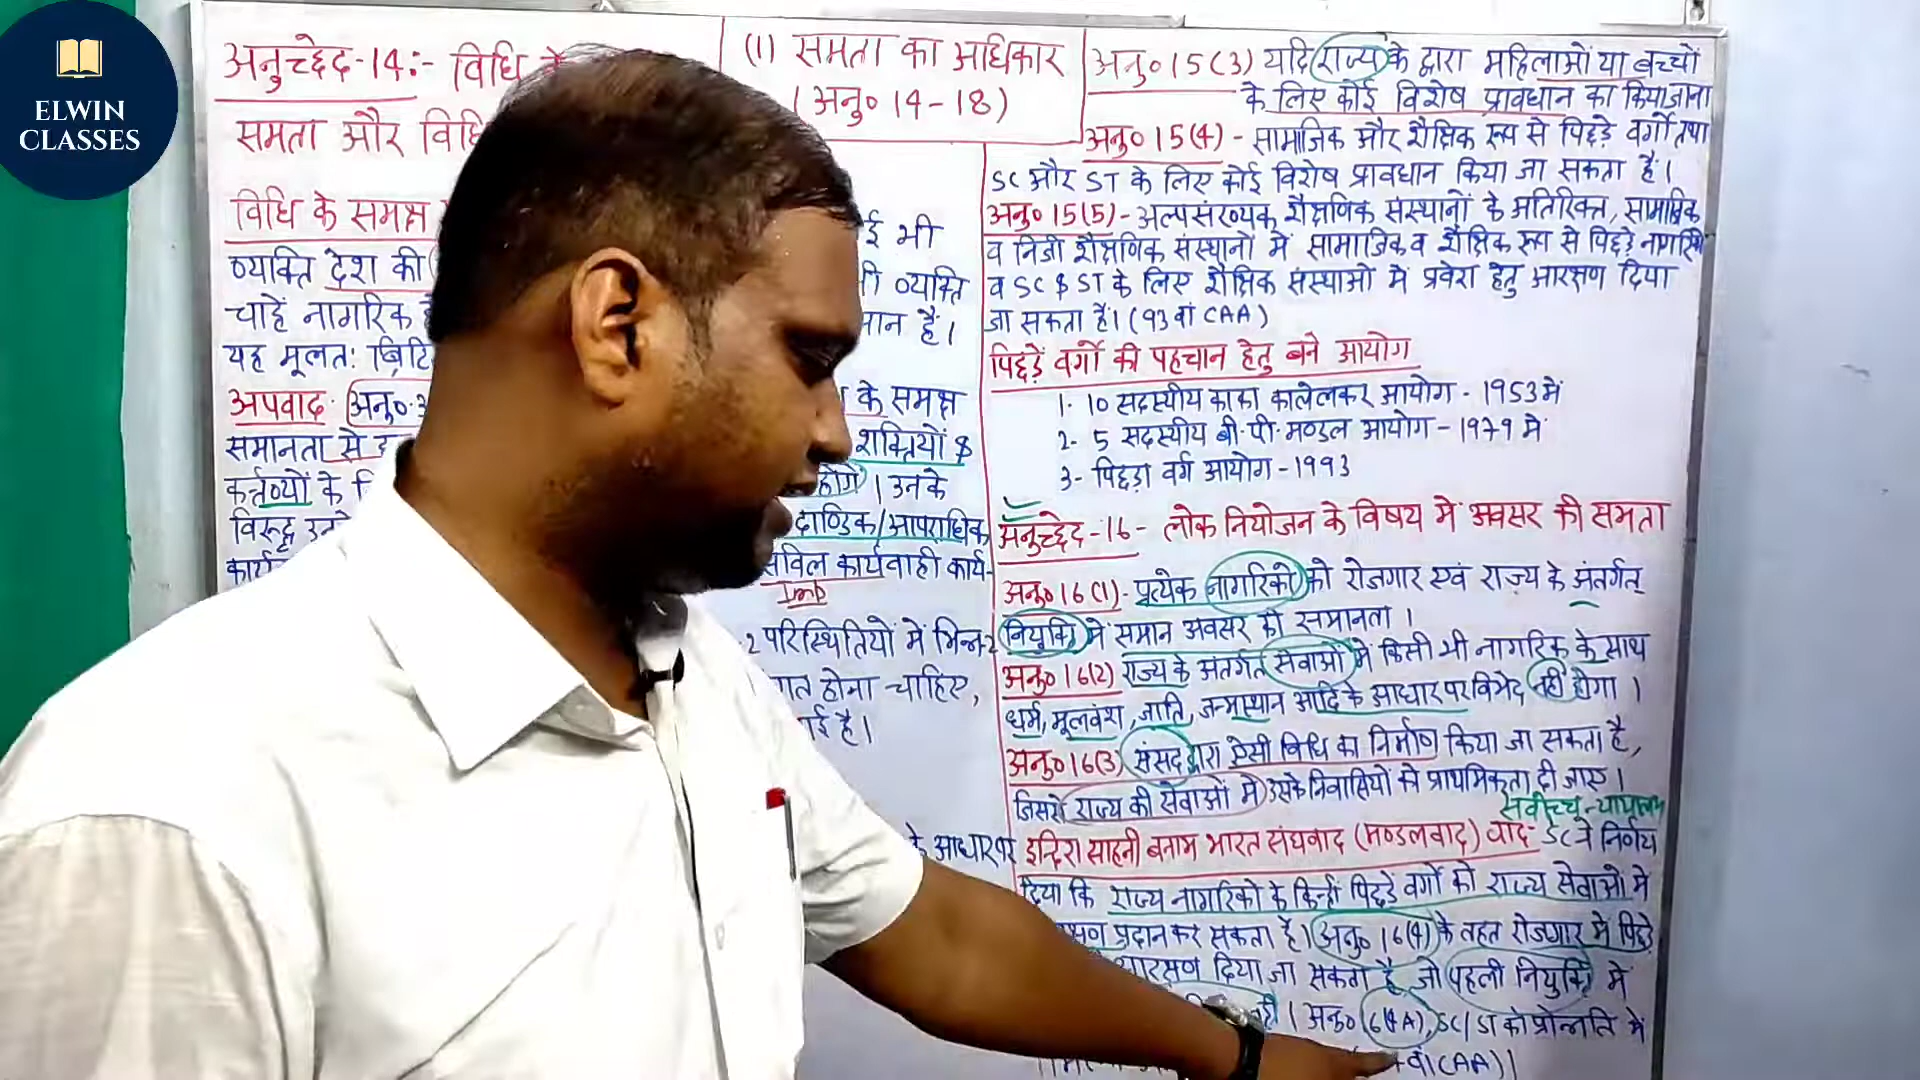 ELWIN
CLASSES
अनुच्छेद-14:- विधि के
समता और विधि
विधि के समक्ष
व्यक्ति देश की
चाहें नागरिक
यह मूलतः ब्रिटि
अपवाद- अनु०-3
समानता से
कर्तव्यों के
विरूद्ध उन
कार्य
(1) समता का अधिकार
(अनु० 14-18)
ई भी
व्यक्ति
मान हैं।
के समक्ष
शक्तियों &
होंगे । उनके
दाण्डिक/आपराधिक
सिविल कार्यवाही कार्य-
Imp
-2 परिस्थितियों में भिन्न-2
होना चाहिए,
ई है।
के आधार पर
अनु० 15(3) यदि राज्य के द्वारा महिलाओं या बच्चों
के लिए कोई विशेष प्रावधान का किया जाना
अनु० 15(4) - सामाजिक और शैक्षिक रूप से पिछड़े वर्गो तथा
SC और ST के लिए कोई विशेष प्रावधान किया जा सकता हैं।
अनु० 15(5) - अल्पसंख्यक शैक्षणिक संस्थानों के अतिरिक्त, सामाजिक
व निजी शैक्षणिक संस्थानों में सामाजिक व शैक्षिक रूप से पिछड़े नागरिकों
व SC & ST के लिए शैक्षिक संस्थाओं में प्रवेश हेतु आरक्षण दिया
जा सकता हैं। (93 वां CAA)
पिछड़ें वर्गो की पहचान हेतु बने आयोग
1. 10 सदस्यीय काका कालेलकर आयोग - 1953 में
2- 5 सदस्यीय बी.पी. मण्डल आयोग - 1979 में
3- पिछड़ा वर्ग आयोग - 1993
अनुच्छेद-16 - लोक नियोजन के विषय में अवसर की समता
अनु० 16(1)- प्रत्येक नागरिकों को रोजगार एवं राज्य के अंतर्गत्
नियुक्ति में समान अवसर की समानता ।
अनु० 16(2) राज्य के अंतर्गत सेवाओं में किसी भी नागरिक के साथ
धर्म, मूलवंश, जाति, जन्मस्थान आदि के आधार पर विभेद नहीं होगा ।
अनु० 16(3) संसद द्वारा ऐसी विधि का निर्माण किया जा सकता है,
जिससे राज्य की सेवाओं में उसके निवासियों को प्राथमिकता दी जाए ।
सर्वोच्च न्यायालय
इन्दिरा साहनी बनाम भारत संघवाद (मण्डलवाद) वाद- SC ने निर्णय
दिया कि राज्य नागरिकों के किन्हीं पिछड़े वर्गो को राज्य सेवाओं में
क्षण प्रदान कर सकता है। अनु० 16(4) के तहत रोजगार में पिछड़े
आरक्षण दिया जा सकता है, जो पहली नियुक्ति में
नहीं । अनु० 16(4A), SC/ST को प्रोन्नति में
वां CAA)।